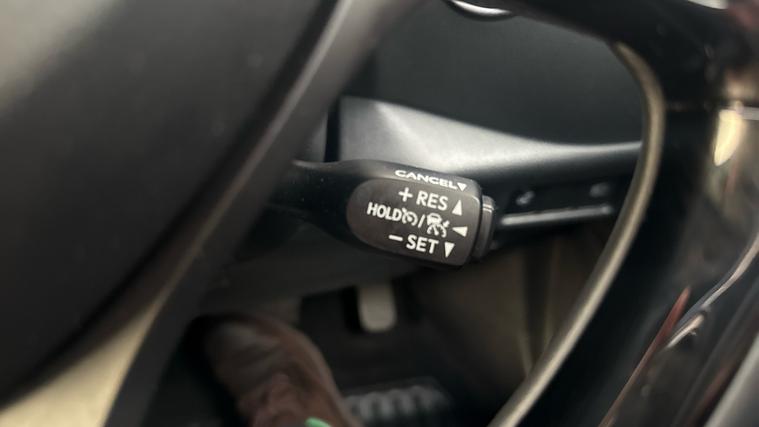 CANCEL▼
+ RES ▲
HOLD / ◀
− SET ▼